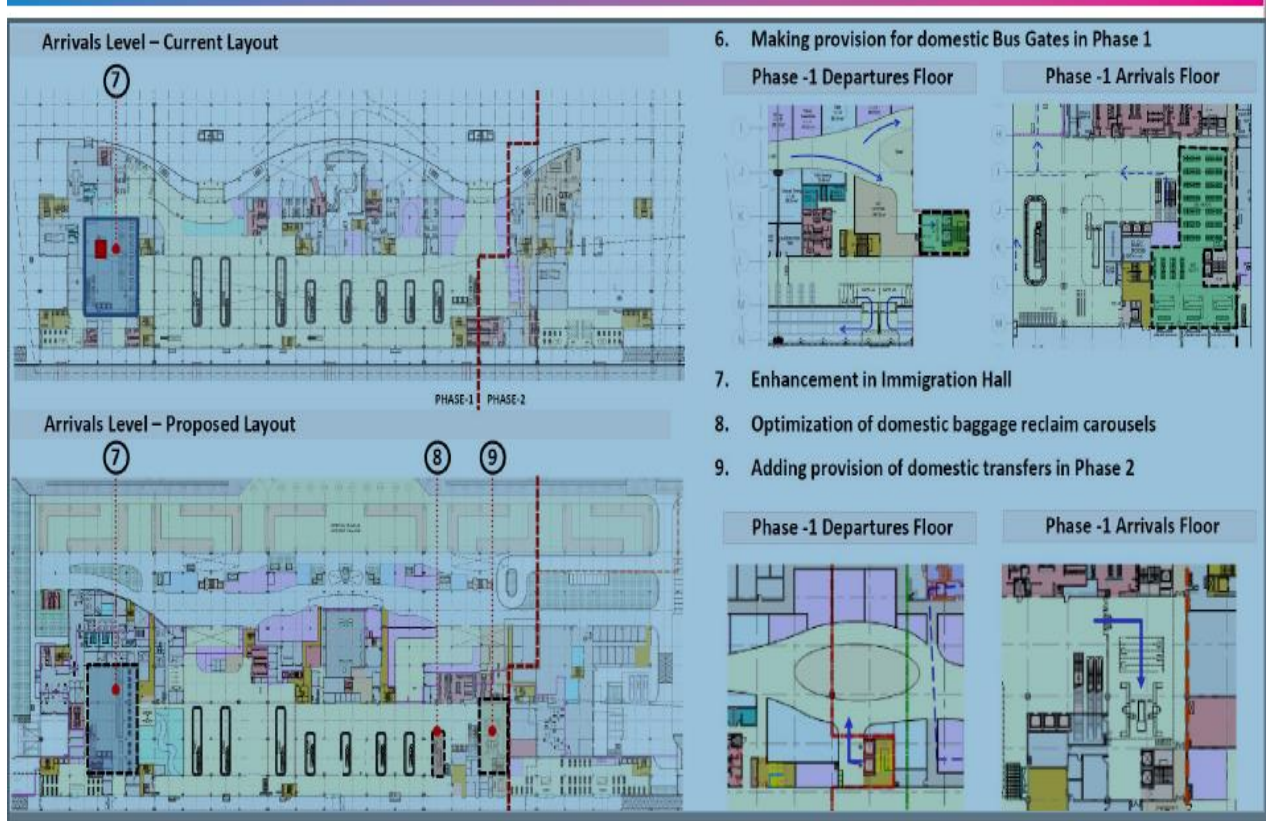 Arrivals Level – Current Layout
7
PHASE-1
PHASE-2
Arrivals Level – Proposed Layout
7
8
9
6. Making provision for domestic Bus Gates in Phase 1
Phase -1 Departures Floor
Phase -1 Arrivals Floor
7. Enhancement in Immigration Hall
8. Optimization of domestic baggage reclaim carousels
9. Adding provision of domestic transfers in Phase 2
Phase -1 Departures Floor
Phase -1 Arrivals Floor